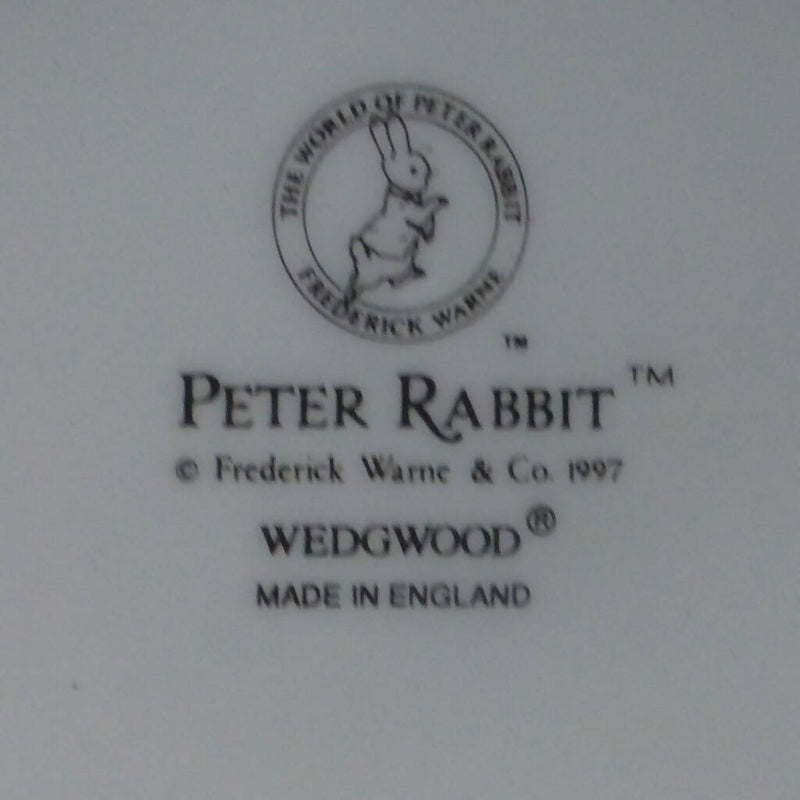 THE WORLD OF PETER RABBIT
FREDERICK WARNE
TM
PETER RABBIT TM
© Frederick Warne & Co. 1997
WEDGWOOD®
MADE IN ENGLAND